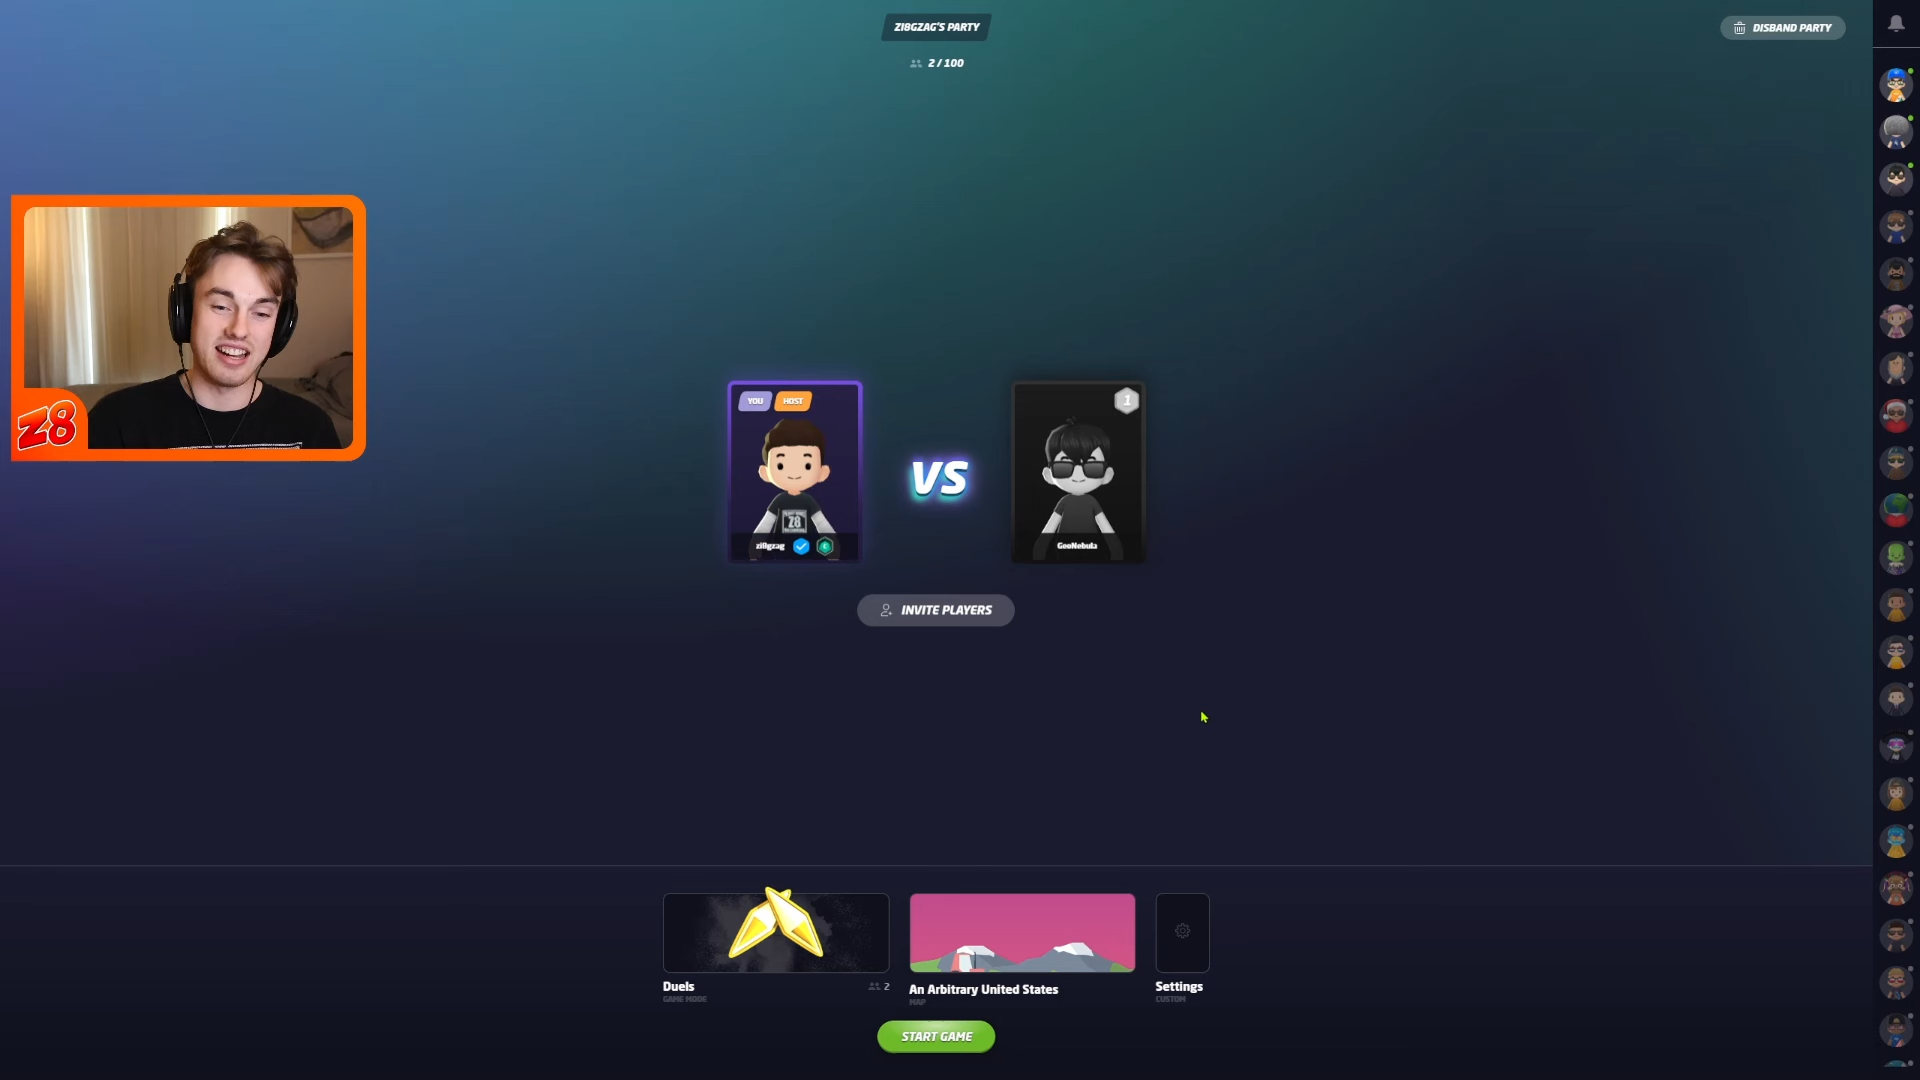 ZI8GZAG'S PARTY
DISBAND PARTY
2 / 100
Z8
YOU
HOST
1
VS
Z8
zi8gzag
GeoNebula
INVITE PLAYERS
Duels
2
GAME MODE
An Arbitrary United States
MAP
Settings
CUSTOM
START GAME